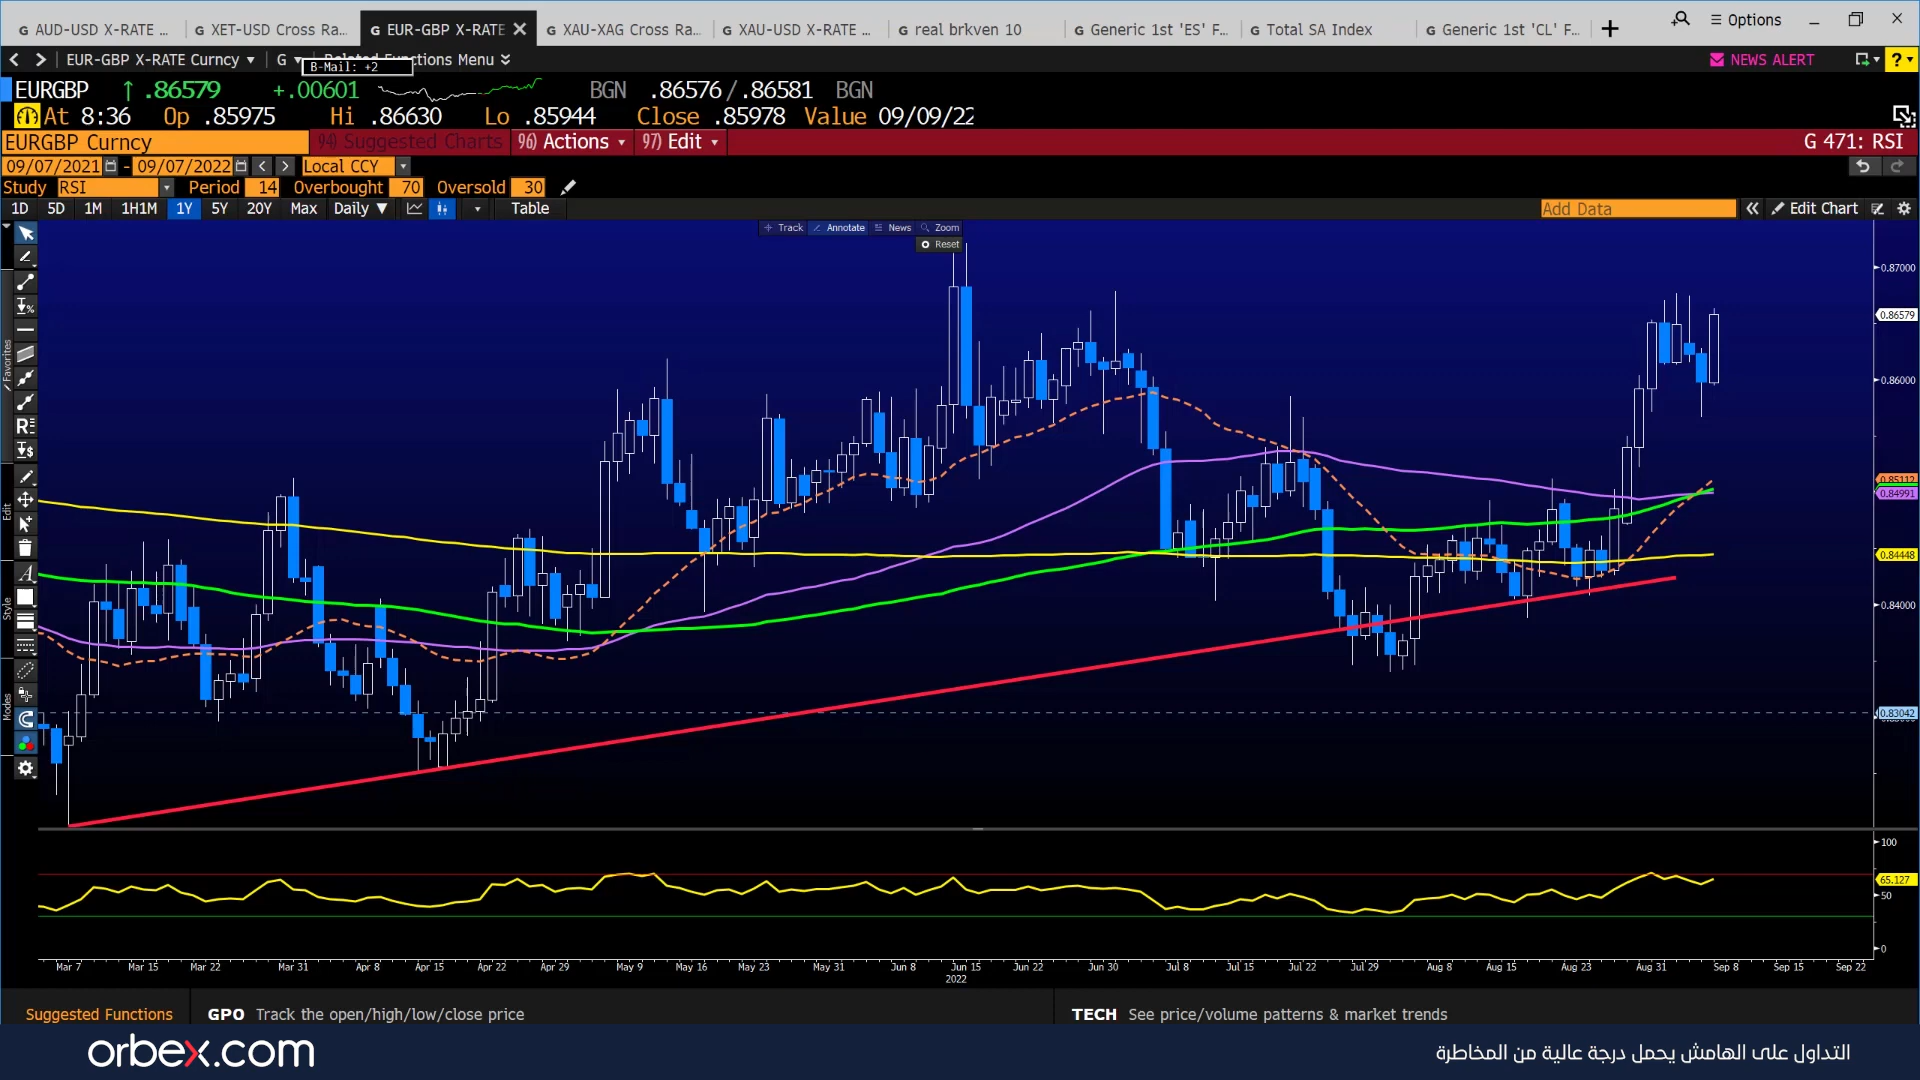 G AUD-USD X-RATE ... G XET-USD Cross Ra... G EUR-GBP X-RATE G XAU-XAG Cross Ra... G XAU-USD X-RATE ... G real brkven 10 G Generic 1st 'ES' F... G Total SA Index G Generic 1st 'CL' F... + Options
EUR-GBP X-RATE Curncy G Related Functions Menu NEWS ALERT ?
B-Mail: +2
EURGBP ↑ .86579 +.00601 BGN .86576/.86581 BGN
At 8:36 Op .85975 Hi .86630 Lo .85944 Close .85978 Value 09/09/22
EURGBP Curncy 94) Suggested Charts 96) Actions 97) Edit G 471: RSI
09/07/2021 - 09/07/2022 Local CCY
Study RSI Period 14 Overbought 70 Oversold 30
1D 5D 1M 1H1M 1Y 5Y 20Y Max Daily ▼ Table Add Data « Edit Chart
Track Annotate News Zoom
Reset
0.87000
0.86579
0.86000
0.85112
0.84991
0.84448
0.84000
0.83042
Favorites
Edit
Style
Modes
100
65.127
50
0
Mar 7 Mar 15 Mar 22 Mar 31 Apr 8 Apr 15 Apr 22 Apr 29 May 9 May 16 May 23 May 31 Jun 8 Jun 15 Jun 22 Jun 30 Jul 8 Jul 15 Jul 22 Jul 29 Aug 8 Aug 15 Aug 23 Aug 31 Sep 8 Sep 15 Sep 22
2022
Suggested Functions GPO Track the open/high/low/close price TECH See price/volume patterns & market trends
orbex.com
التداول على الهامش يحمل درجة عالية من المخاطرة